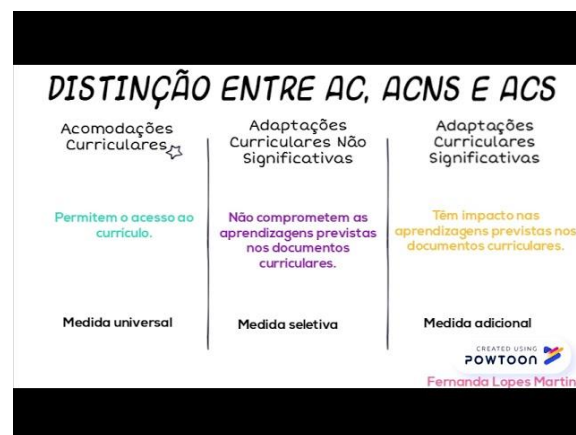 DISTINÇÃO ENTRE AC, ACNS E ACS
Acomodações
Curriculares
Permitem o acesso ao
currículo.
Medida universal
Adaptações
Curriculares Não
Significativas
Não comprometem as
aprendizagens previstas
nos documentos
curriculares.
Medida seletiva
Adaptações
Curriculares
Significativas
Têm impacto nas
aprendizagens previstas nos
documentos curriculares.
Medida adicional
CREATED USING
POWTOON
Fernanda Lopes Martin